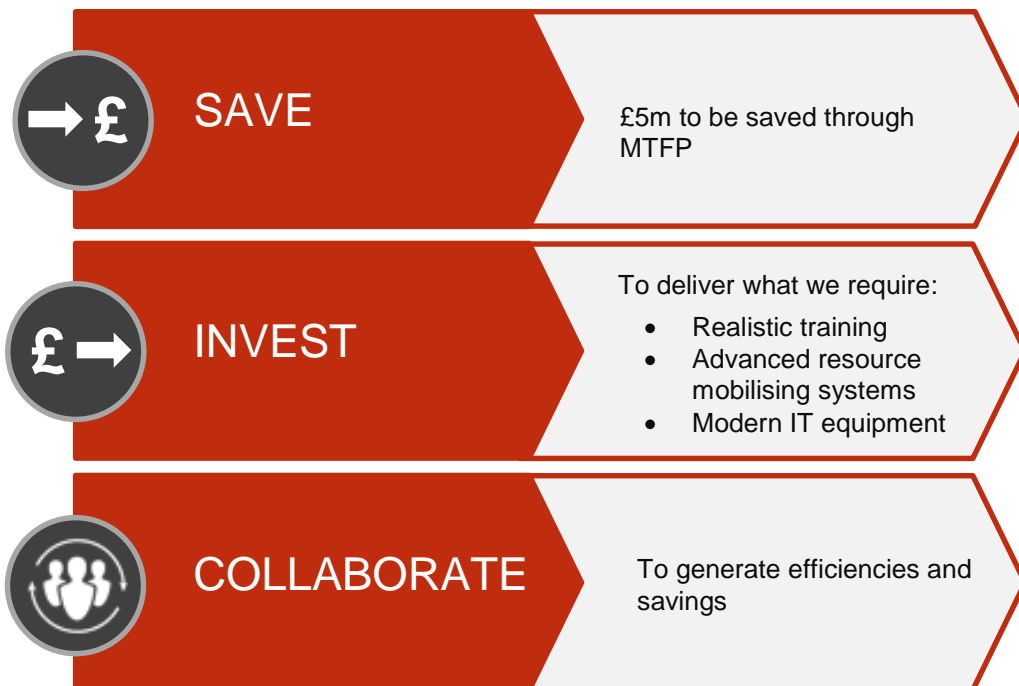 ➡ £
SAVE
£5m to be saved through
MTFP
£ ➡
INVEST
To deliver what we require:
• Realistic training
• Advanced resource
mobilising systems
• Modern IT equipment
COLLABORATE
To generate efficiencies and
savings